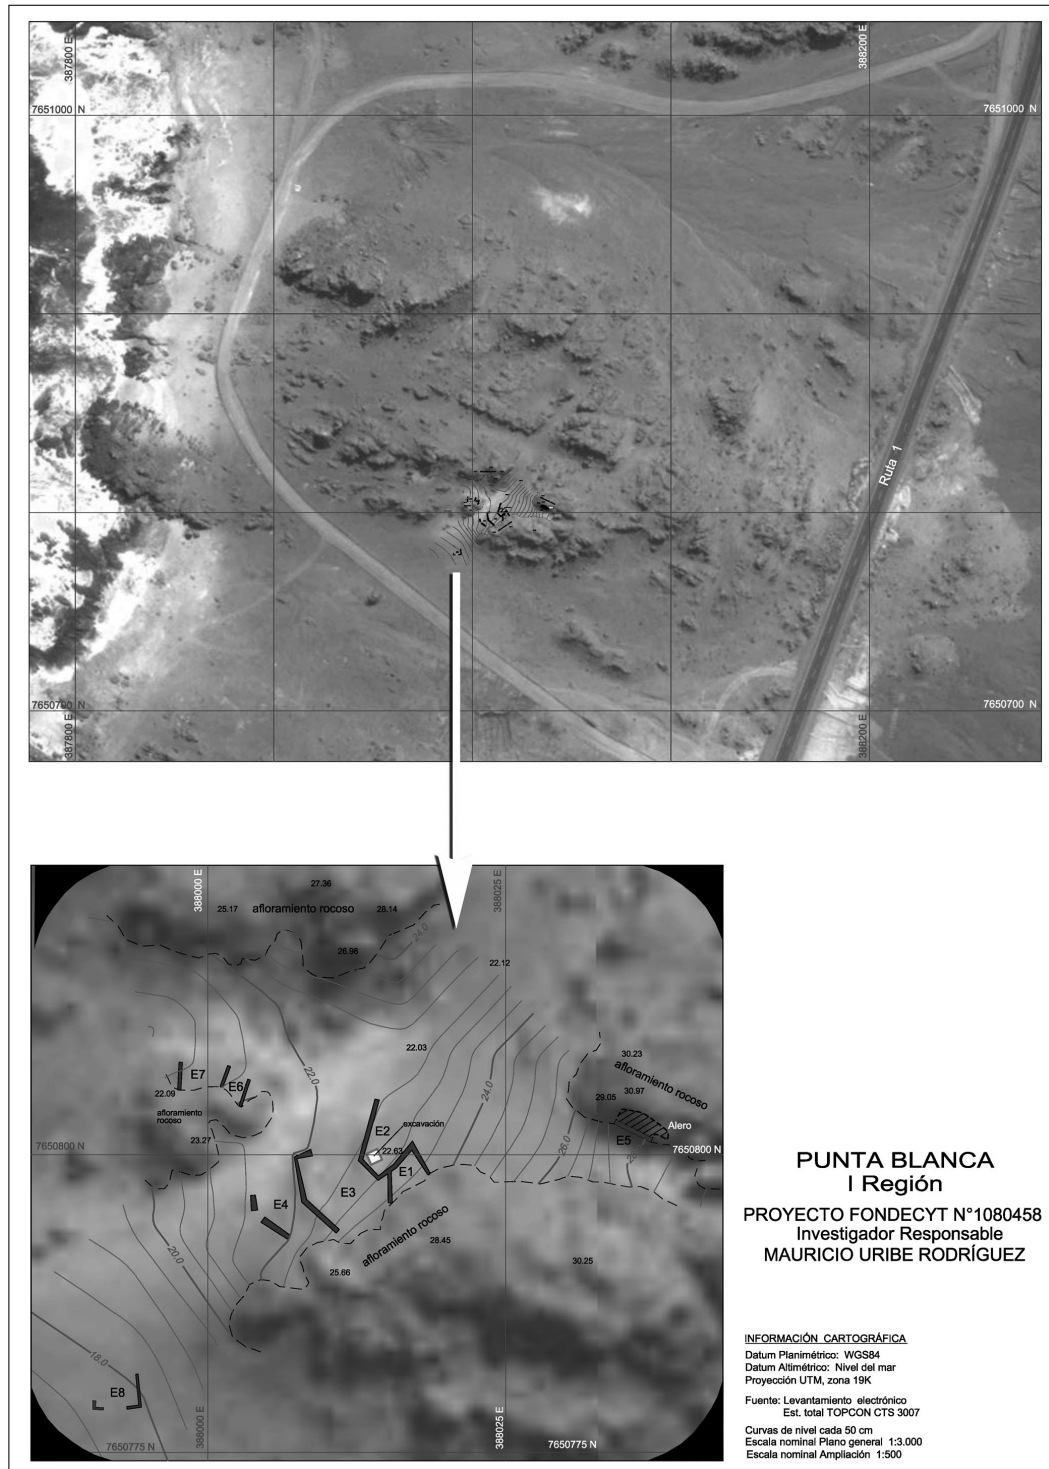 387800 E
388200 E
7651000 N
7651000 N
Ruta 1
7650700 N
7650700 N
387800 E
388200 E
388000 E
27.36
388025 E
25.17
afloramiento rocoso
28.14
24.0
26.98
22.12
22.03
22.0
24.0
30.23
afloramiento rocoso
30.97
29.05
E7
E6
22.09
afloramiento
rocoso
23.27
E2
excavación
22.63
E1
Alero
E5
26.0
7650800 N
7650800 N
E3
E4
afloramiento rocoso
28.45
25.66
30.25
20.0
18.0
E8
388000 E
388025 E
7650775 N
7650775 N
PUNTA BLANCA
I Región
PROYECTO FONDECYT N°1080458
Investigador Responsable
MAURICIO URIBE RODRÍGUEZ
INFORMACIÓN CARTOGRÁFICA
Datum Planimétrico: WGS84
Datum Altimétrico: Nivel del mar
Proyección UTM, zona 19K
Fuente: Levantamiento electrónico
Est. total TOPCON CTS 3007
Curvas de nivel cada 50 cm
Escala nominal Plano general 1:3.000
Escala nominal Ampliación 1:500